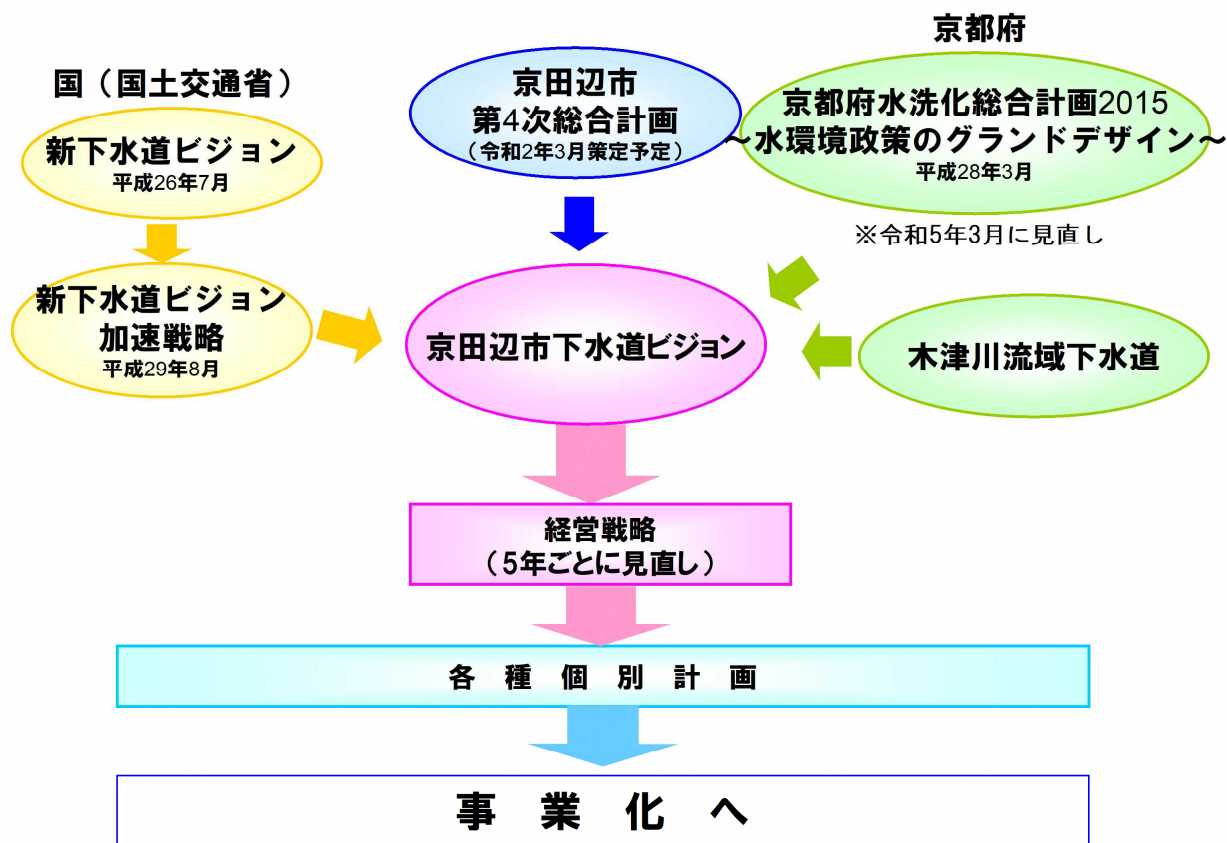 国（国土交通省）
新下水道ビジョン
平成26年7月
新下水道ビジョン
加速戦略
平成29年8月
京田辺市
第4次総合計画
（令和2年3月策定予定）
京都府
京都府水洗化総合計画2015
～水環境政策のグランドデザイン～
平成28年3月
※令和5年3月に見直し
京田辺市下水道ビジョン
木津川流域下水道
経営戦略
（5年ごとに見直し）
各種個別計画
事業化へ